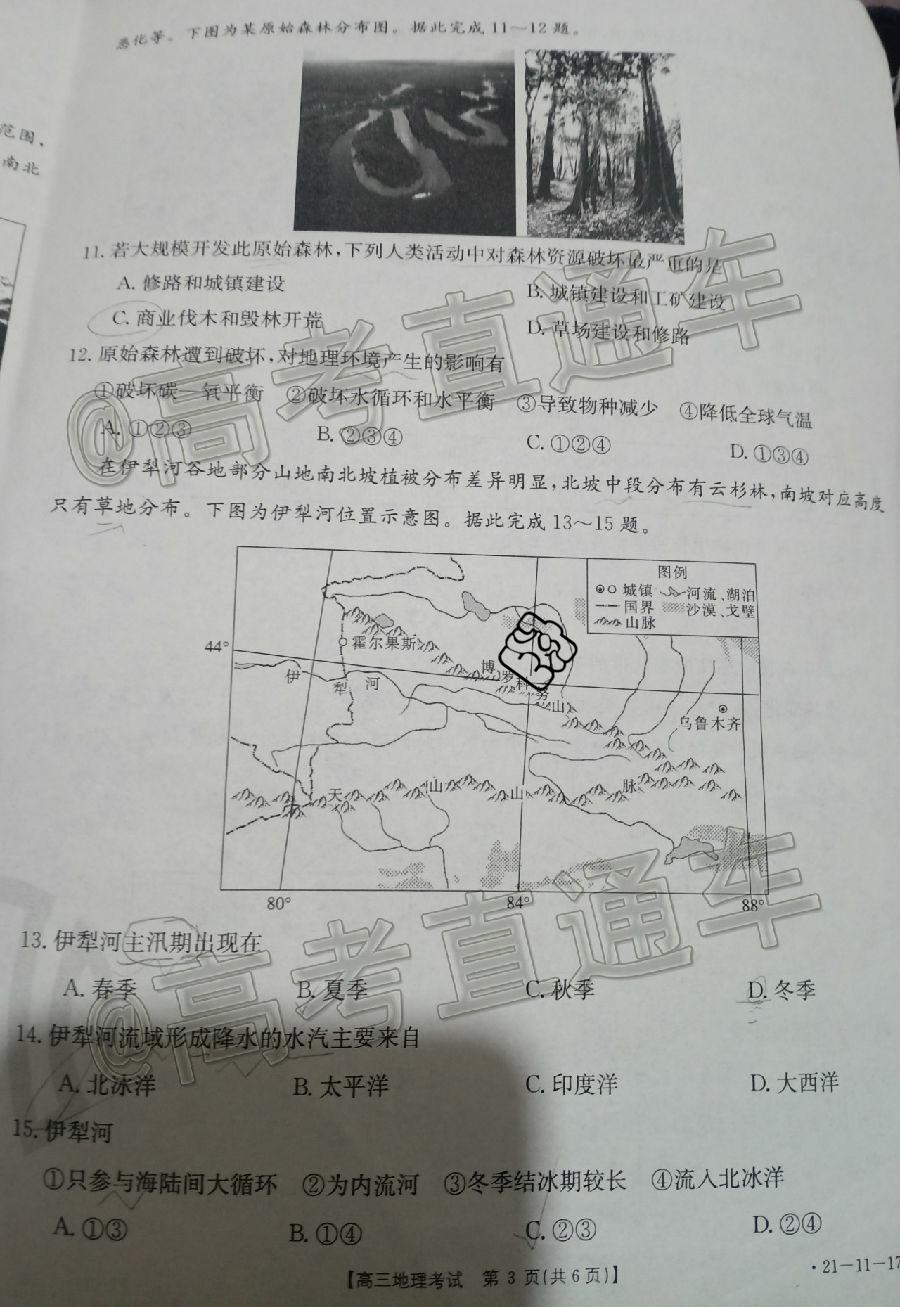 恶化等。下图为某原始森林分布图。据此完成11～12题。
范围，
南北
11. 若大规模开发此原始森林，下列人类活动中对森林资源破坏最严重的是
A. 修路和城镇建设
B. 城镇建设和工矿建设
C. 商业伐木和毁林开荒
D. 草场建设和修路
12. 原始森林遭到破坏，对地理环境产生的影响有
①破坏碳—氧平衡 ②破坏水循环和水平衡 ③导致物种减少 ④降低全球气温
A. ①②③ B. ②③④ C. ①②④ D. ①③④
在伊犁河谷地部分山地南北坡植被分布差异明显，北坡中段分布有云杉林，南坡对应高度
只有草地分布。下图为伊犁河位置示意图。据此完成13～15题。
图例
城镇 河流、湖泊
国界 沙漠、戈壁
山脉
44°
霍尔果斯
伊犁河
博罗科努山
乌鲁木齐
天山山脉
80° 84° 88°
13. 伊犁河主汛期出现在
A. 春季 B. 夏季 C. 秋季 D. 冬季
14. 伊犁河流域形成降水的水汽主要来自
A. 北冰洋 B. 太平洋 C. 印度洋 D. 大西洋
15. 伊犁河
①只参与海陆间大循环 ②为内流河 ③冬季结冰期较长 ④流入北冰洋
A. ①③ B. ①④ C. ②③ D. ②④
【高三地理考试 第3页(共6页)】
·21-11-17
@高考直通车
@高考直通车